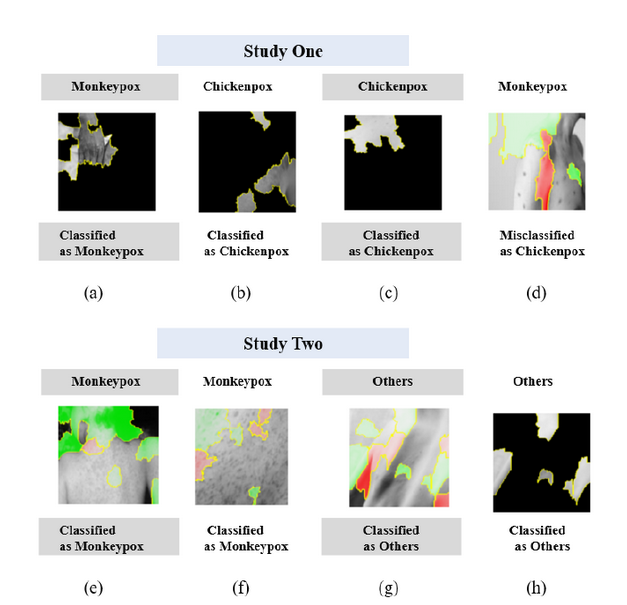 Study One
Monkeypox Chickenpox Chickenpox Monkeypox
Classified Classified Classified Misclassified
as Monkeypox as Chickenpox as Chickenpox as Chickenpox
(a) (b) (c) (d)
Study Two
Monkeypox Monkeypox Others Others
Classified Classified Classified Classified
as Monkeypox as Monkeypox as Others as Others
(e) (f) (g) (h)